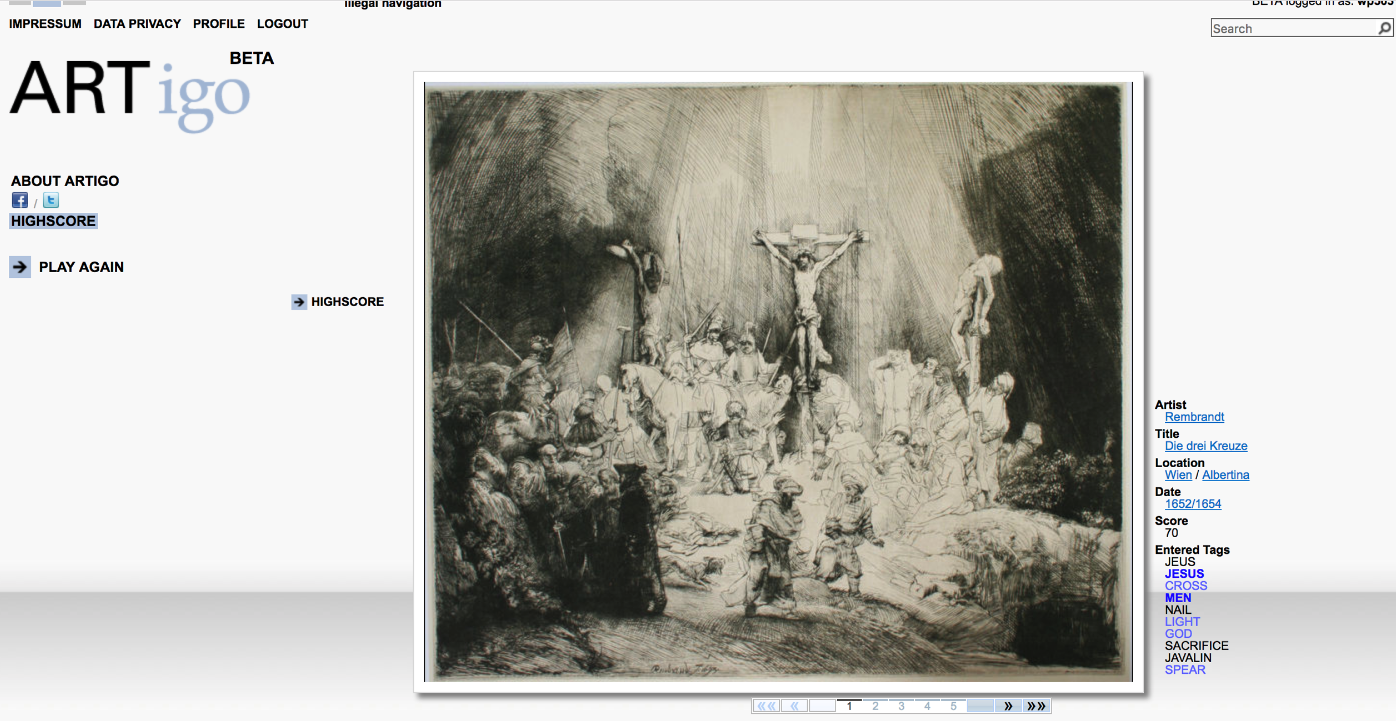 illegal navigation
BETA logged in as: wp503
IMPRESSUM DATA PRIVACY PROFILE LOGOUT
Search
BETA
ARTigo
ABOUT ARTIGO
f / t
HIGHSCORE
PLAY AGAIN
HIGHSCORE
Artist
Rembrandt
Title
Die drei Kreuze
Location
Wien / Albertina
Date
1652/1654
Score
70
Entered Tags
JEUS
JESUS
CROSS
MEN
NAIL
LIGHT
GOD
SACRIFICE
JAVALIN
SPEAR
«« « 1 2 3 4 5 » »»